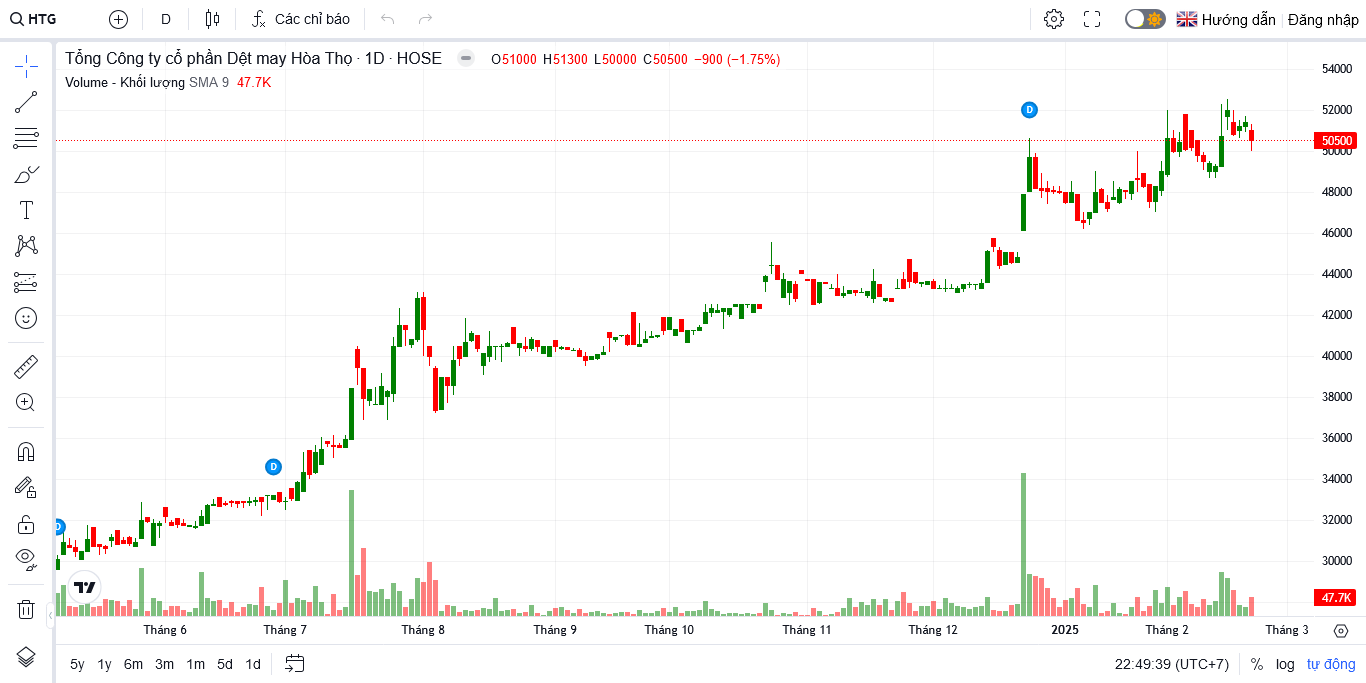 HTG D Các chỉ báo Hướng dẫn Đăng nhập
Tổng Công ty cổ phần Dệt may Hòa Thọ · 1D · HOSE O51000 H51300 L50000 C50500 −900 (−1.75%)
Volume - Khối lượng SMA 9 47.7K
54000
52000
50500
50000
48000
46000
44000
42000
40000
38000
36000
34000
32000
30000
47.7K
D
D
D
Tháng 6 Tháng 7 Tháng 8 Tháng 9 Tháng 10 Tháng 11 Tháng 12 2025 Tháng 2 Tháng 3
5y 1y 6m 3m 1m 5d 1d 22:49:39 (UTC+7) % log tự động